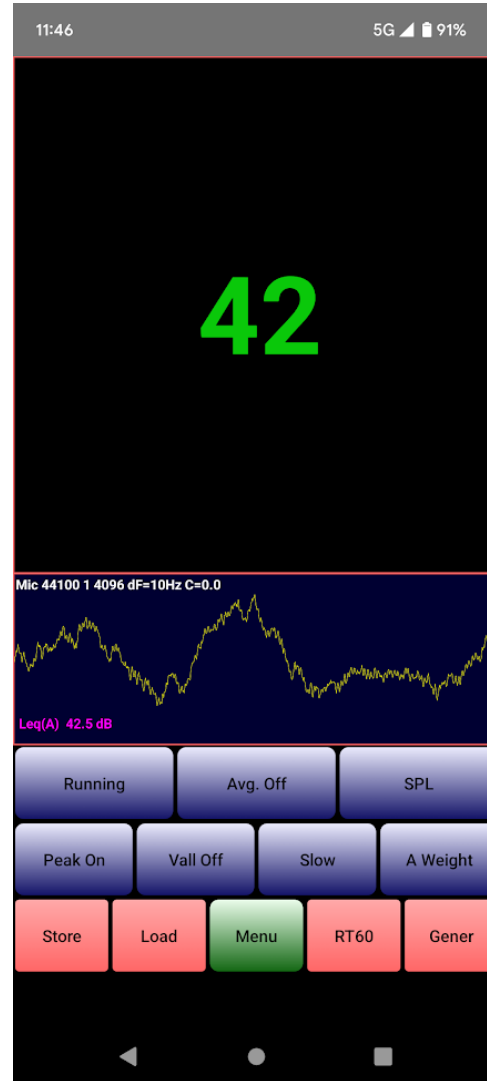 11:46 5G 91%
42
Mic 44100 1 4096 dF=10Hz C=0.0
Leq(A) 42.5 dB
Running Avg. Off SPL
Peak On Vall Off Slow A Weight
Store Load Menu RT60 Gener